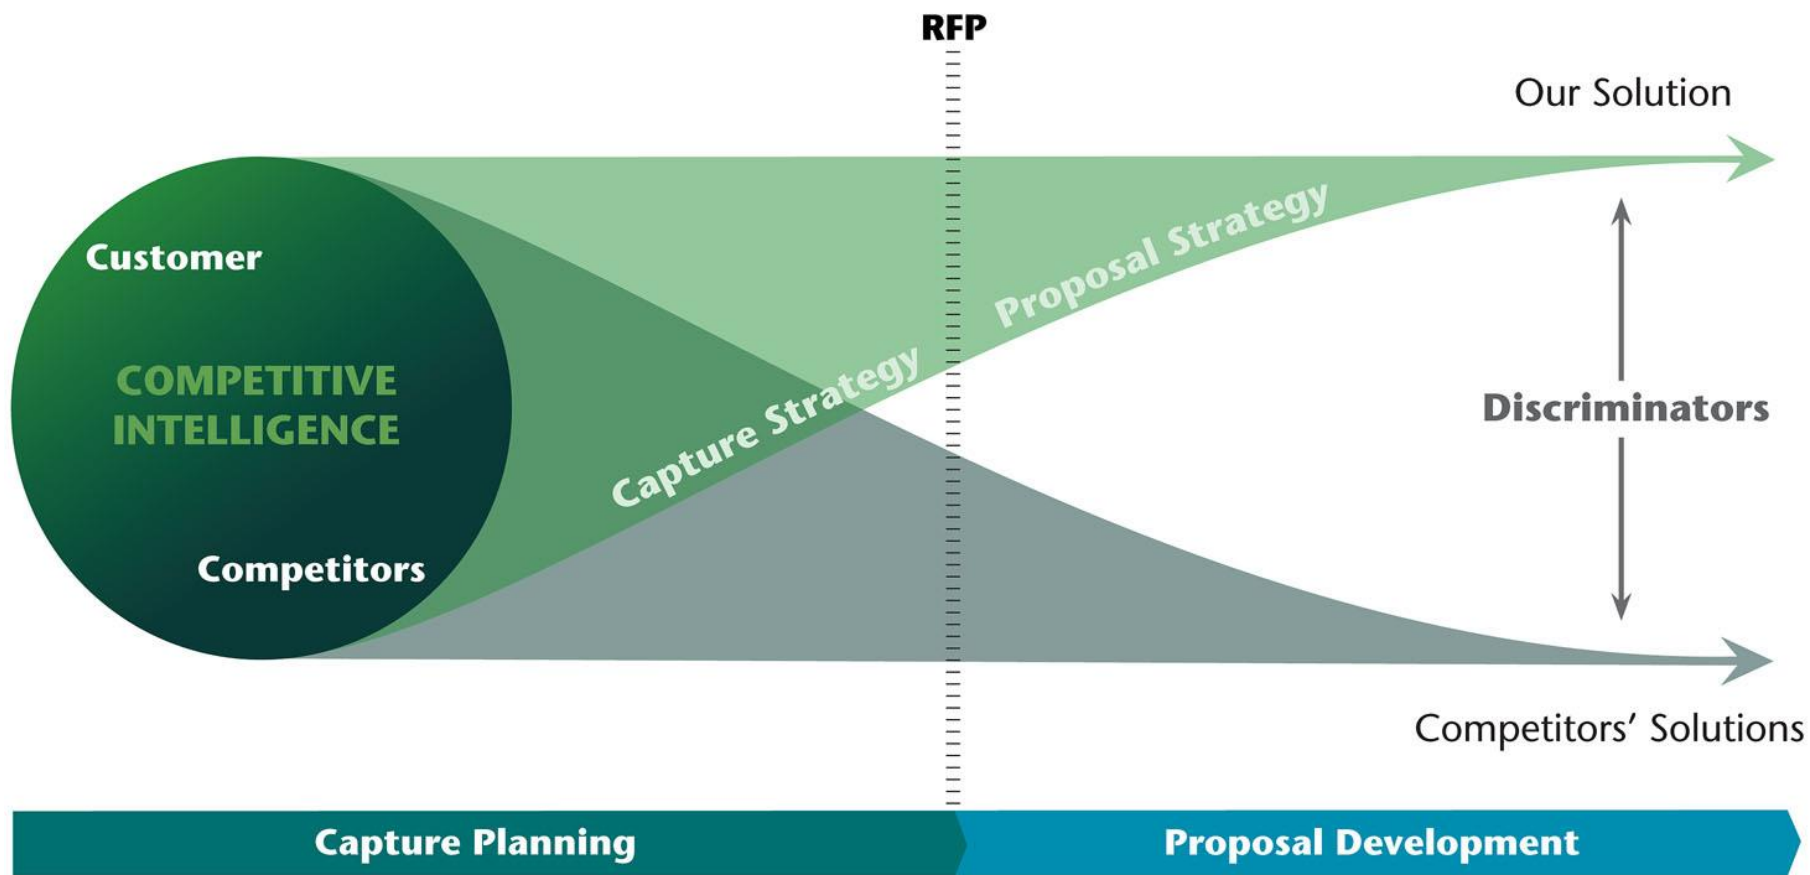 RFP
Our Solution
Customer
Proposal Strategy
COMPETITIVE
INTELLIGENCE
Capture Strategy
Discriminators
Competitors
Competitors’ Solutions
Capture Planning
Proposal Development